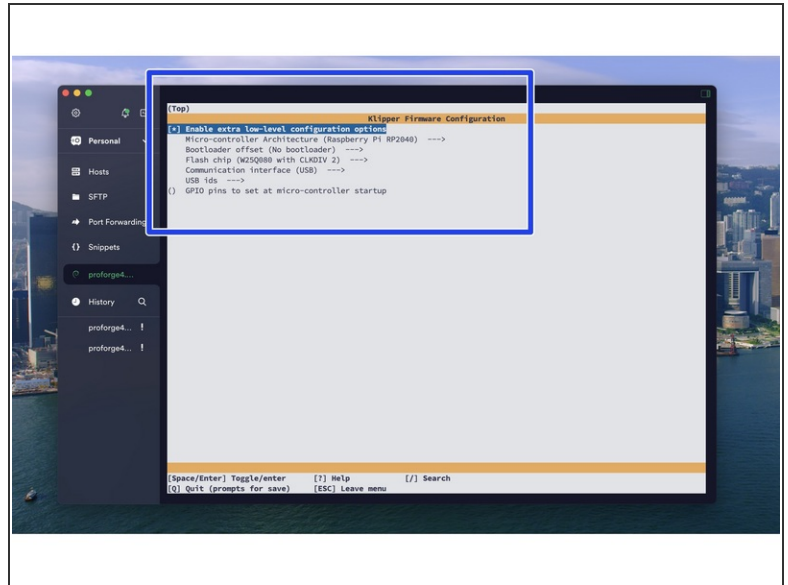 (Top)
Klipper Firmware Configuration
[*] Enable extra low-level configuration options
Micro-controller Architecture (Raspberry Pi RP2040) --->
Bootloader offset (No bootloader) --->
Flash chip (W25Q080 with CLKDIV 2) --->
Communication interface (USB) --->
USB ids --->
() GPIO pins to set at micro-controller startup
Personal
Hosts
SFTP
Port Forwarding
{} Snippets
proforge4....
History
proforge4... !
proforge4... !
[Space/Enter] Toggle/enter [?] Help [/] Search
[Q] Quit (prompts for save) [ESC] Leave menu